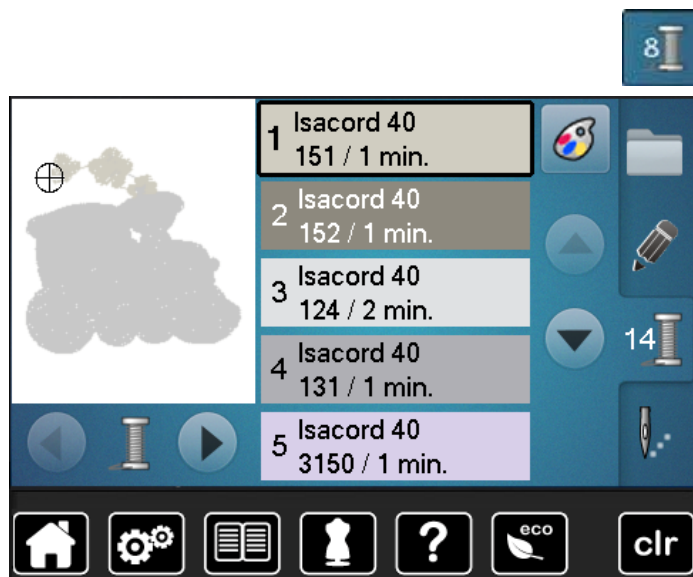 8
1 Isacord 40
151 / 1 min.
2 Isacord 40
152 / 1 min.
3 Isacord 40
124 / 2 min.
14
4 Isacord 40
131 / 1 min.
5 Isacord 40
3150 / 1 min.
?
eco
clr